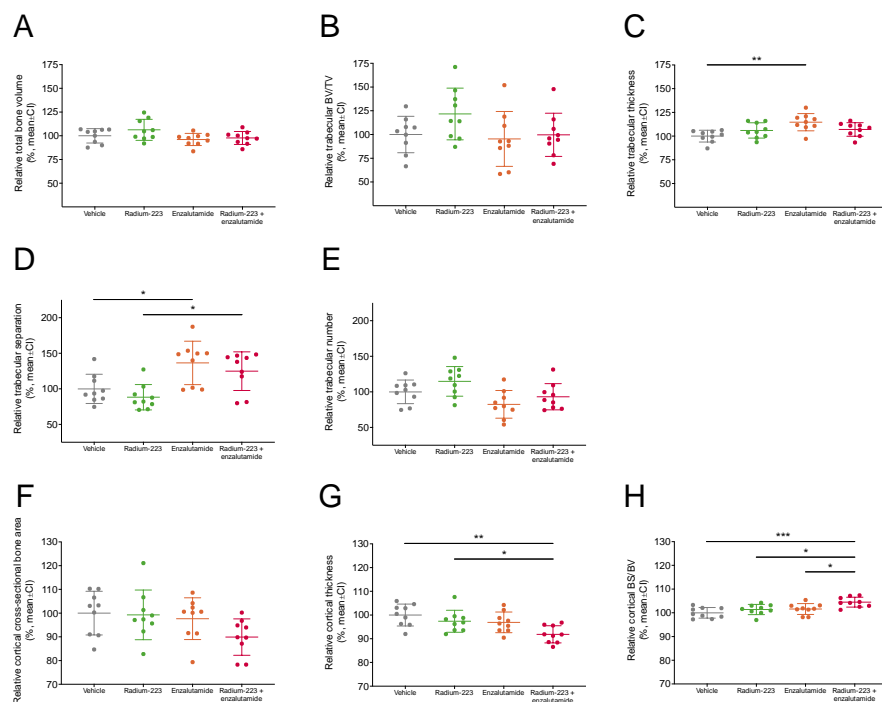 A
Relative total bone volume
(%, mean±CI)
175
150
125
100
75
50
Vehicle
Radium-223
Enzalutamide
Radium-223 +
enzalutamide
B
Relative trabecular BV/TV
(%, mean±CI)
175
150
125
100
75
50
Vehicle
Radium-223
Enzalutamide
Radium-223 +
enzalutamide
C
Relative trabecular thickness
(%, mean±CI)
175
150
125
100
75
50
**
Vehicle
Radium-223
Enzalutamide
Radium-223 +
enzalutamide
D
Relative trabecular separation
(%, mean±CI)
200
150
100
50
*
*
Vehicle
Radium-223
Enzalutamide
Radium-223 +
enzalutamide
E
Relative trabecular number
(%, mean±CI)
200
150
100
50
Vehicle
Radium-223
Enzalutamide
Radium-223 +
enzalutamide
F
Relative cortical cross-sectional bone area
(%, mean±CI)
130
120
110
100
90
80
70
Vehicle
Radium-223
Enzalutamide
Radium-223 +
enzalutamide
G
Relative cortical thickness
(%, mean±CI)
130
120
110
100
90
80
70
**
*
Vehicle
Radium-223
Enzalutamide
Radium-223 +
enzalutamide
H
Relative cortical BS/BV
(%, mean±CI)
130
120
110
100
90
80
70
***
*
*
Vehicle
Radium-223
Enzalutamide
Radium-223 +
enzalutamide